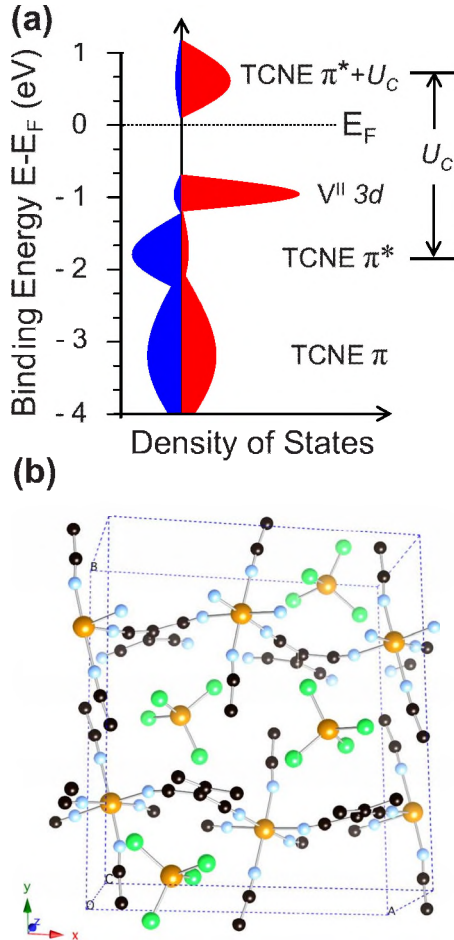 (a)
Binding Energy E-E_F (eV)
1
0
- 1
- 2
- 3
- 4
TCNE π*+U_C
E_F
U_C
V^II 3d
TCNE π*
TCNE π
Density of States
(b)
B
C
O
A
y
z
x